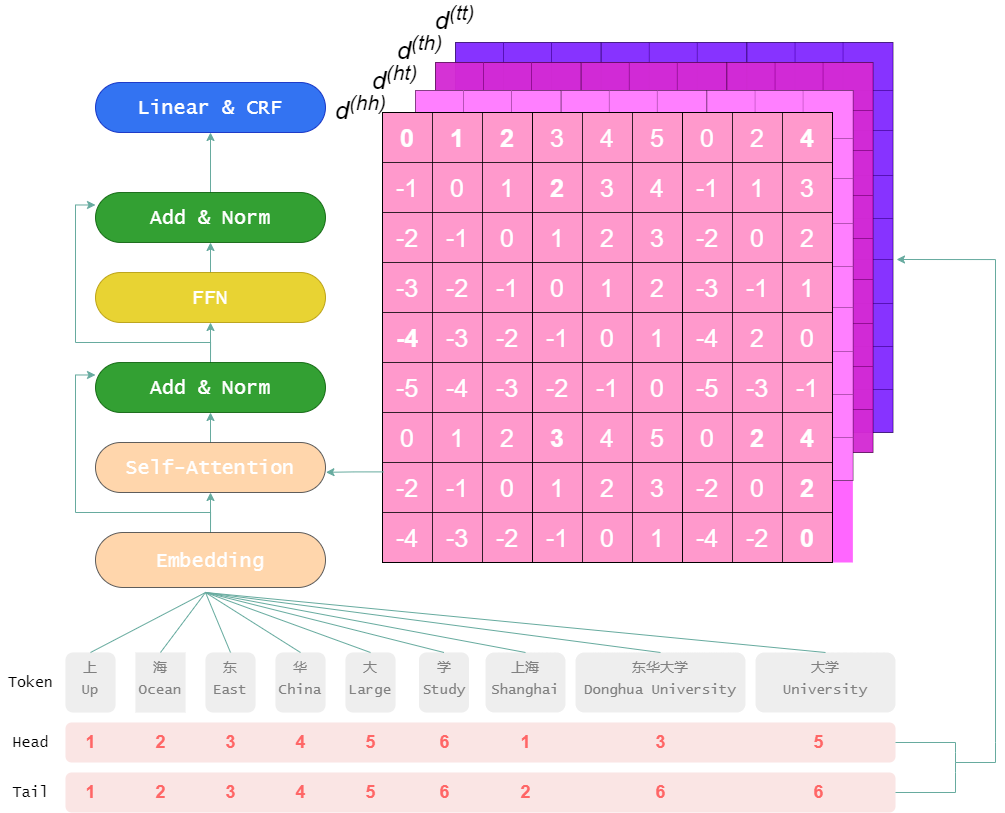 d(tt)
d(th)
d(ht)
d(hh)
Linear & CRF
Add & Norm
FFN
Add & Norm
Self-Attention
Embedding
0 1 2 3 4 5 0 2 4
-1 0 1 2 3 4 -1 1 3
-2 -1 0 1 2 3 -2 0 2
-3 -2 -1 0 1 2 -3 -1 1
-4 -3 -2 -1 0 1 -4 2 0
-5 -4 -3 -2 -1 0 -5 -3 -1
0 1 2 3 4 5 0 2 4
-2 -1 0 1 2 3 -2 0 2
-4 -3 -2 -1 0 1 -4 -2 0
上 海 东 华 大 学 上海 东华大学 大学
Token Up Ocean East China Large Study Shanghai Donghua University University
Head 1 2 3 4 5 6 1 3 5
Tail 1 2 3 4 5 6 2 6 6